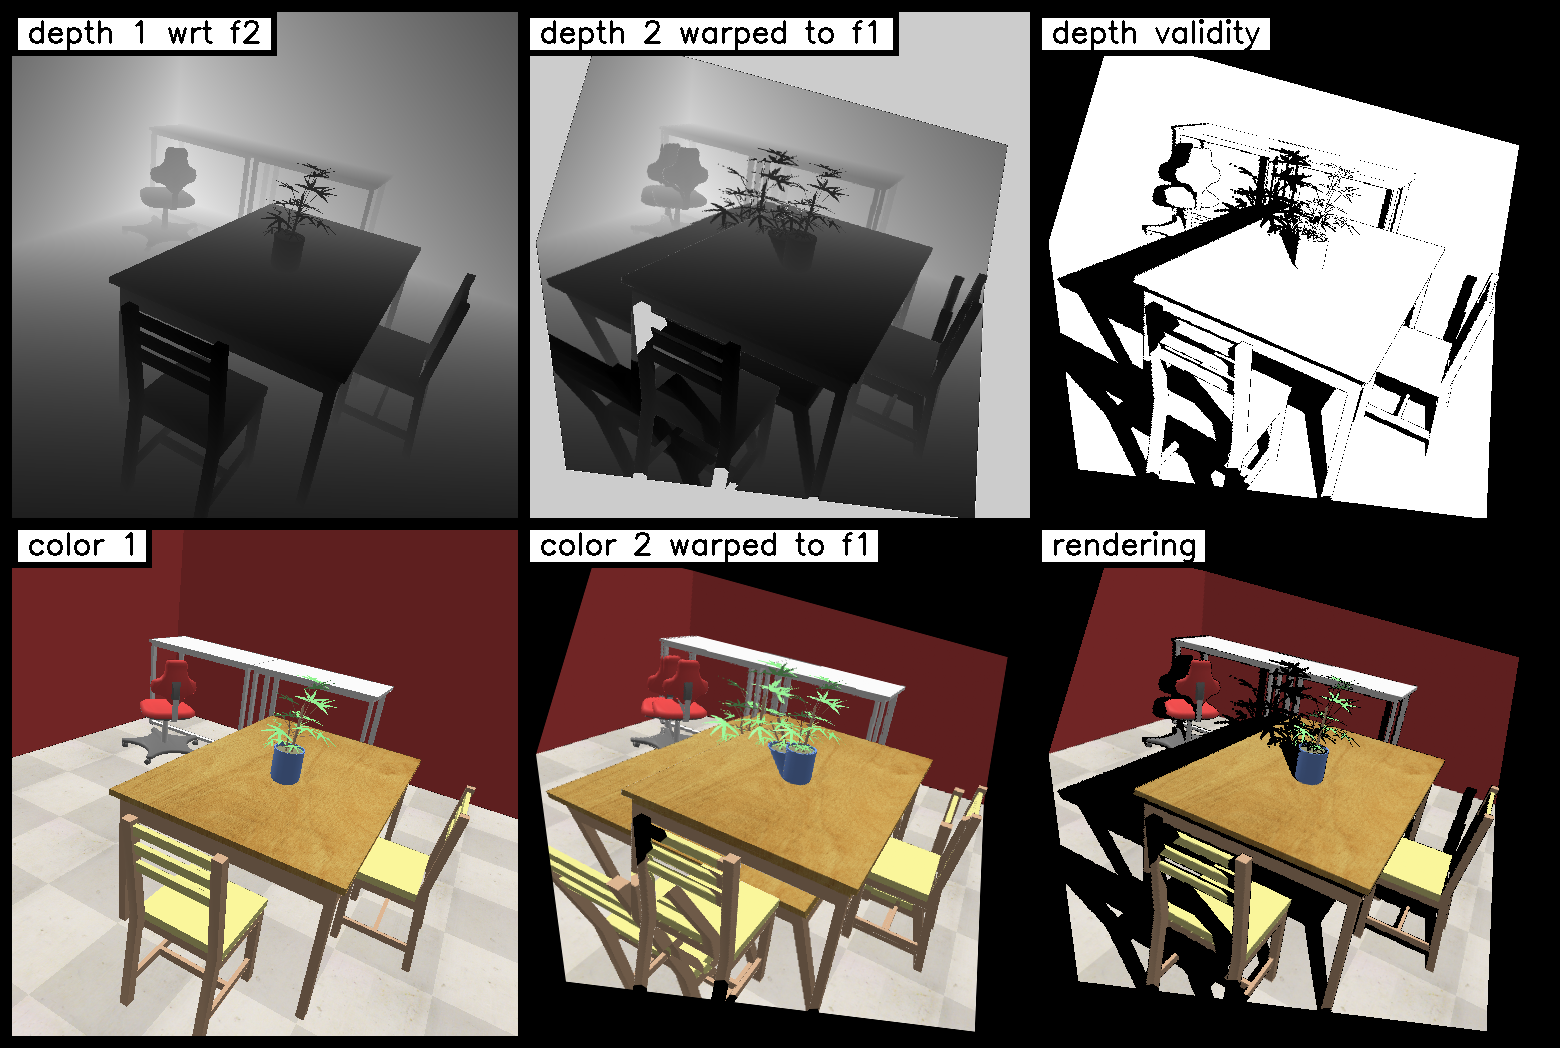 depth 1 wrt f2
depth 2 warped to f1
depth validity
color 1
color 2 warped to f1
rendering